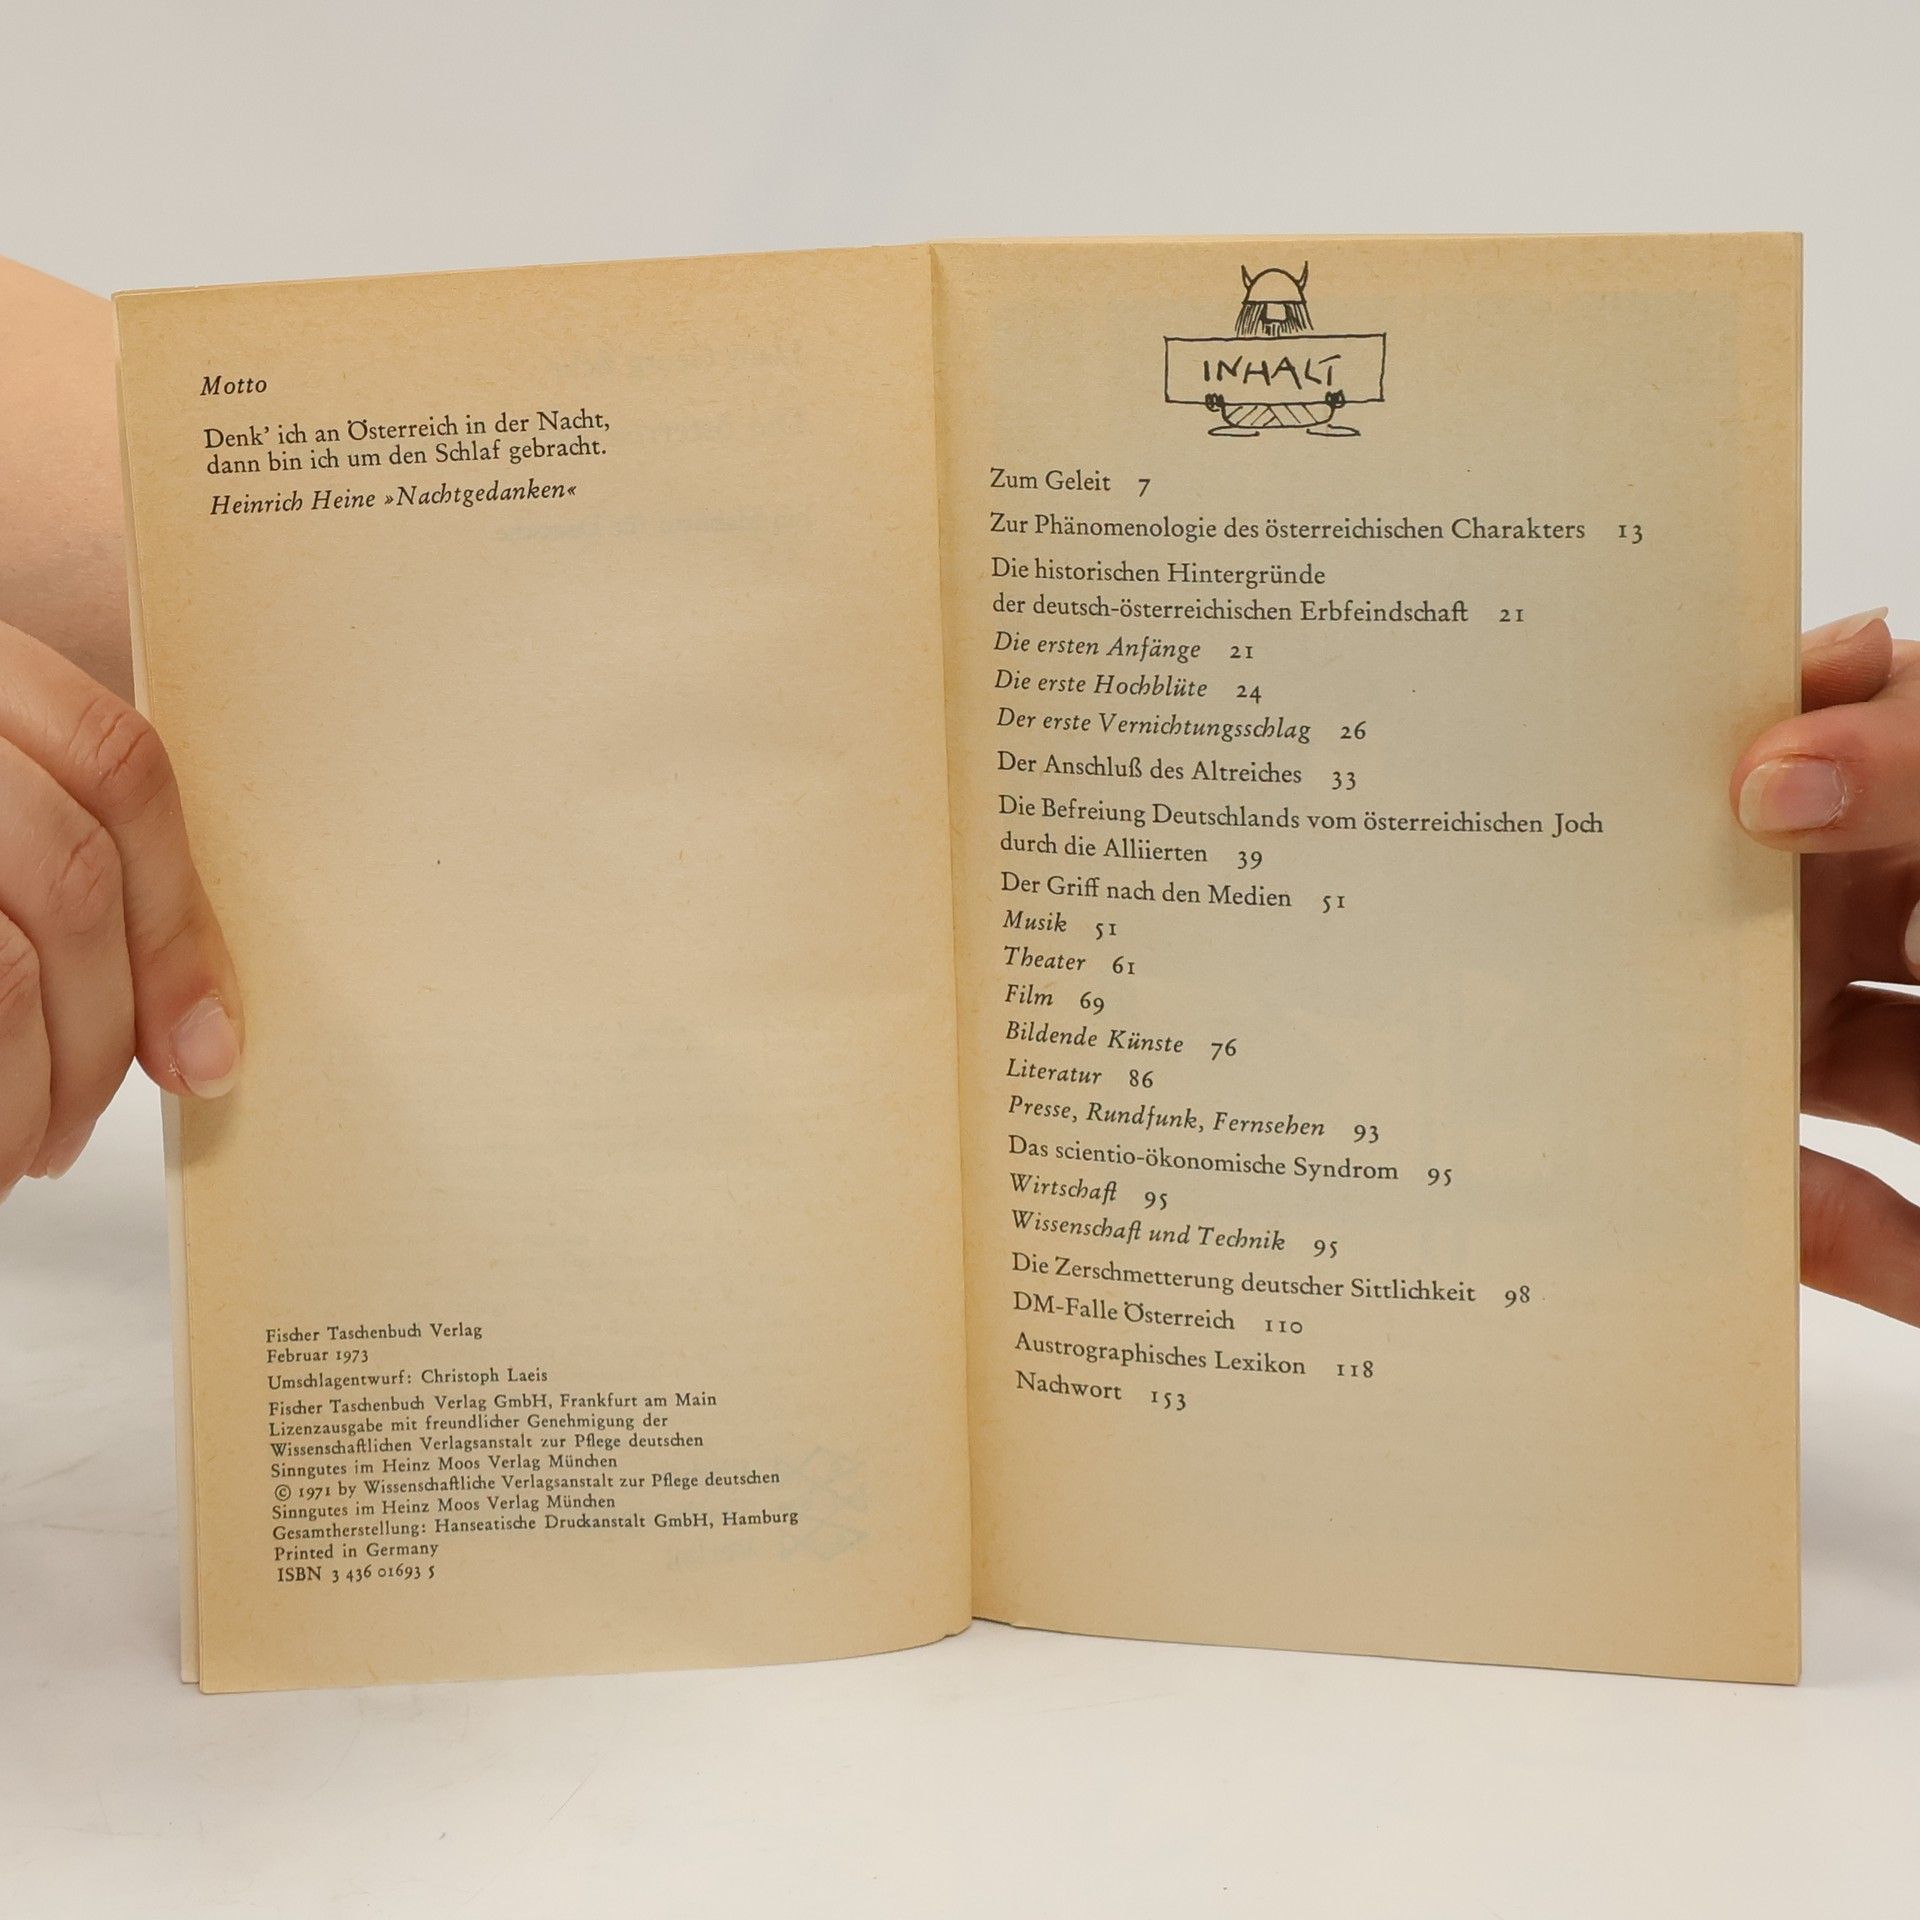 Motto
Denk' ich an Österreich in der Nacht,
dann bin ich um den Schlaf gebracht.
Heinrich Heine »Nachtgedanken«
Fischer Taschenbuch Verlag
Februar 1973
Umschlagentwurf: Christoph Laeis
Fischer Taschenbuch Verlag GmbH, Frankfurt am Main
Lizenzausgabe mit freundlicher Genehmigung der
Wissenschaftlichen Verlagsanstalt zur Pflege deutschen
Sinngutes im Heinz Moos Verlag München
© 1971 by Wissenschaftliche Verlagsanstalt zur Pflege deutschen
Sinngutes im Heinz Moos Verlag München
Gesamtherstellung: Hanseatische Druckanstalt GmbH, Hamburg
Printed in Germany
ISBN 3 436 01693 5
INHALT
Zum Geleit 7
Zur Phänomenologie des österreichischen Charakters 13
Die historischen Hintergründe
der deutsch-österreichischen Erbfeindschaft 21
Die ersten Anfänge 21
Die erste Hochblüte 24
Der erste Vernichtungsschlag 26
Der Anschluß des Altreiches 33
Die Befreiung Deutschlands vom österreichischen Joch
durch die Alliierten 39
Der Griff nach den Medien 51
Musik 51
Theater 61
Film 69
Bildende Künste 76
Literatur 86
Presse, Rundfunk, Fernsehen 93
Das scientio-ökonomische Syndrom 95
Wirtschaft 95
Wissenschaft und Technik 95
Die Zerschmetterung deutscher Sittlichkeit 98
DM-Falle Österreich 110
Austrographisches Lexikon 118
Nachwort 153